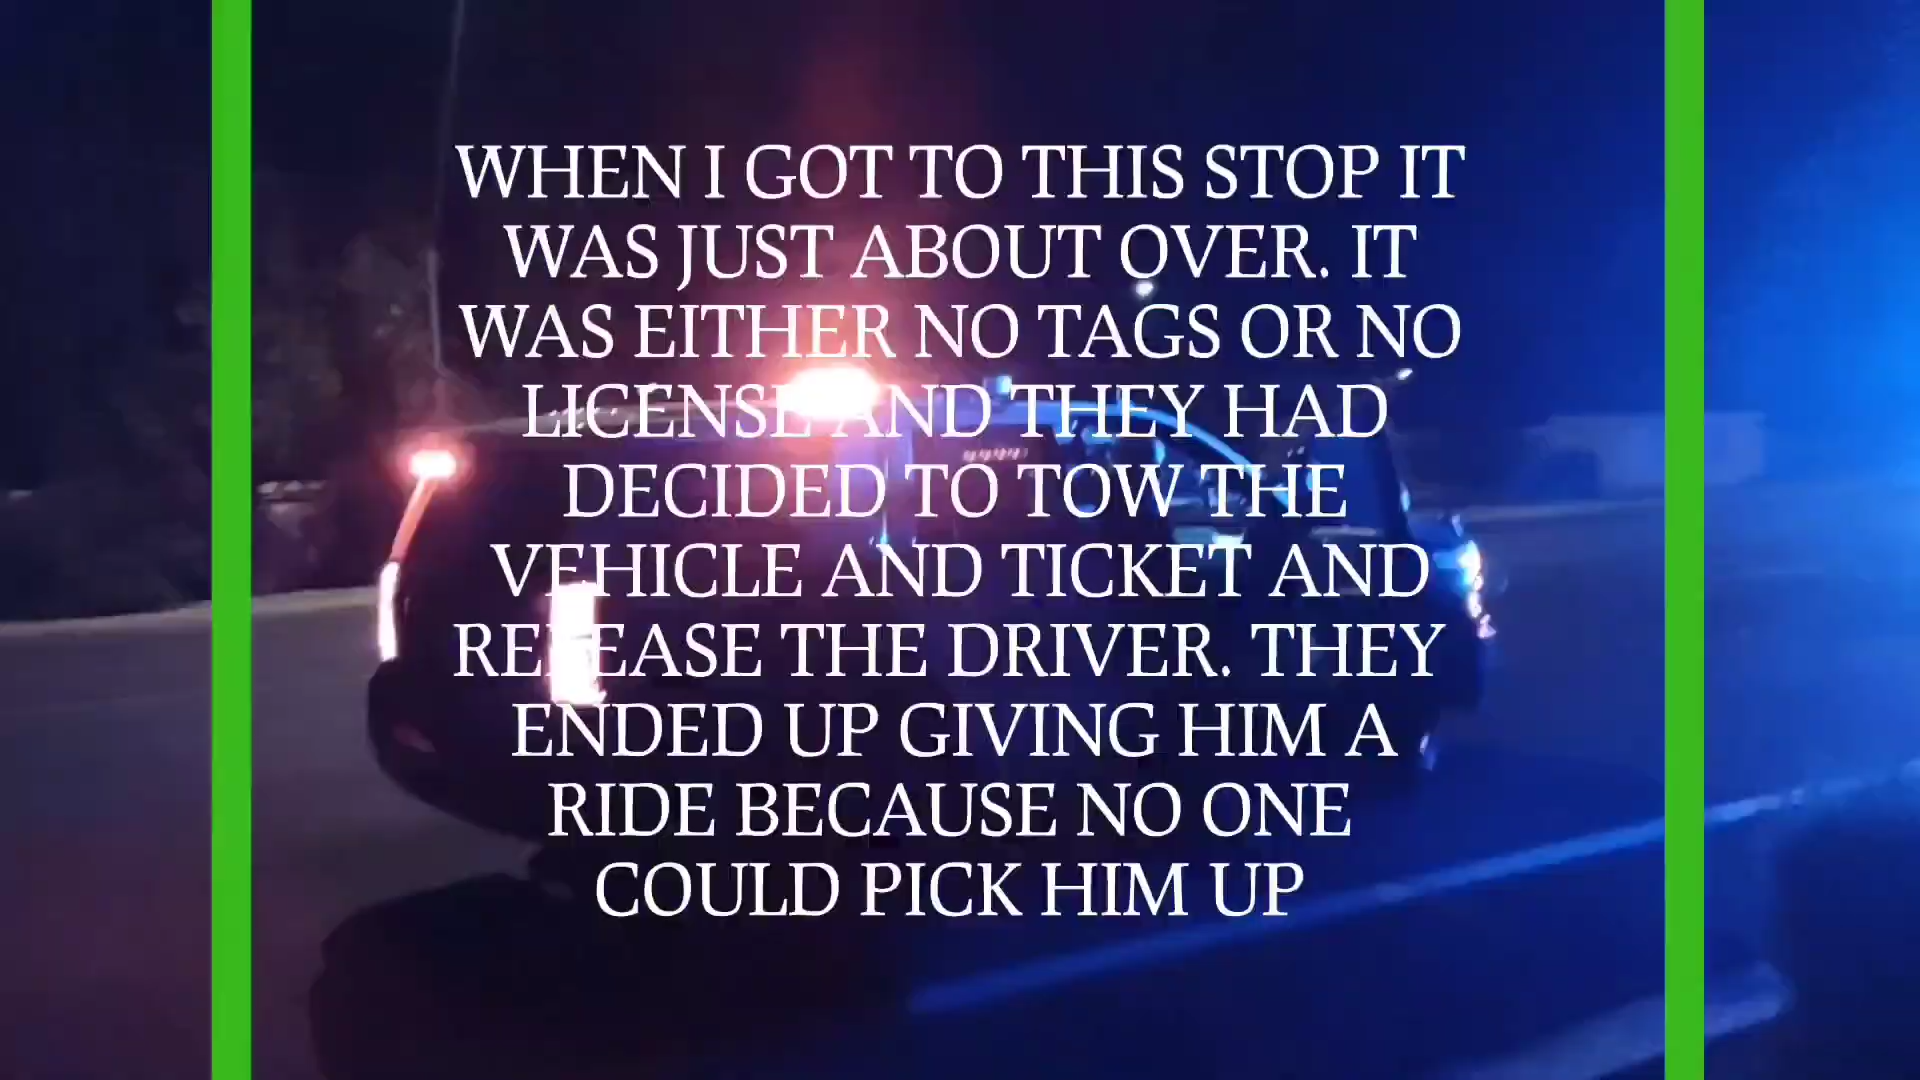 WHEN I GOT TO THIS STOP IT
WAS JUST ABOUT OVER. IT
WAS EITHER NO TAGS OR NO
LICENSE AND THEY HAD
DECIDED TO TOW THE
VEHICLE AND TICKET AND
RELEASE THE DRIVER. THEY
ENDED UP GIVING HIM A
RIDE BECAUSE NO ONE
COULD PICK HIM UP